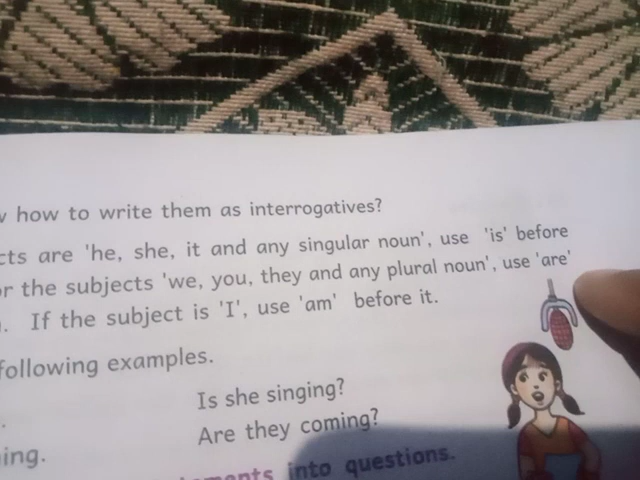 how to write them as interrogatives?
are 'he, she, it and any singular noun', use 'is' before
the subjects 'we, you, they and any plural noun', use 'are'
If the subject is 'I', use 'am' before it.
following examples.
Is she singing?
Are they coming?
into questions.